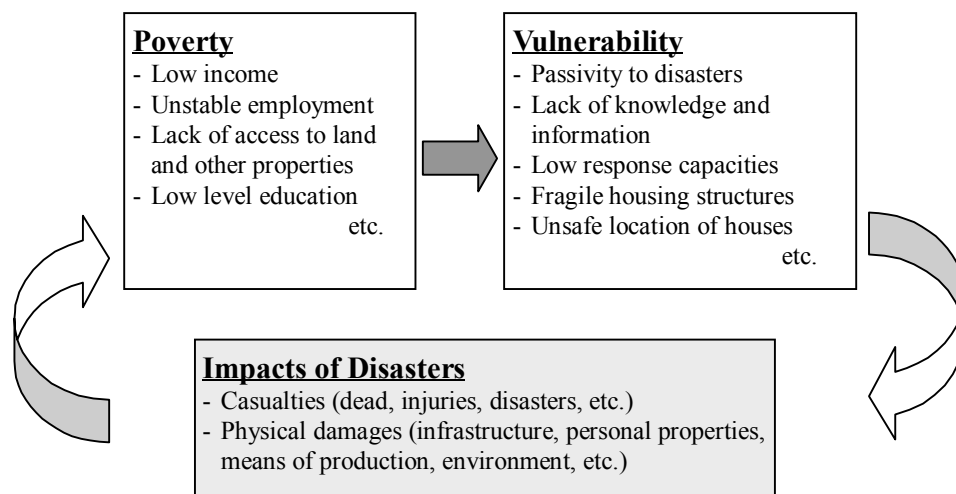 Poverty
- Low income
- Unstable employment
- Lack of access to land
and other properties
- Low level education
etc.
Vulnerability
- Passivity to disasters
- Lack of knowledge and
information
- Low response capacities
- Fragile housing structures
- Unsafe location of houses
etc.
Impacts of Disasters
- Casualties (dead, injuries, disasters, etc.)
- Physical damages (infrastructure, personal properties,
means of production, environment, etc.)